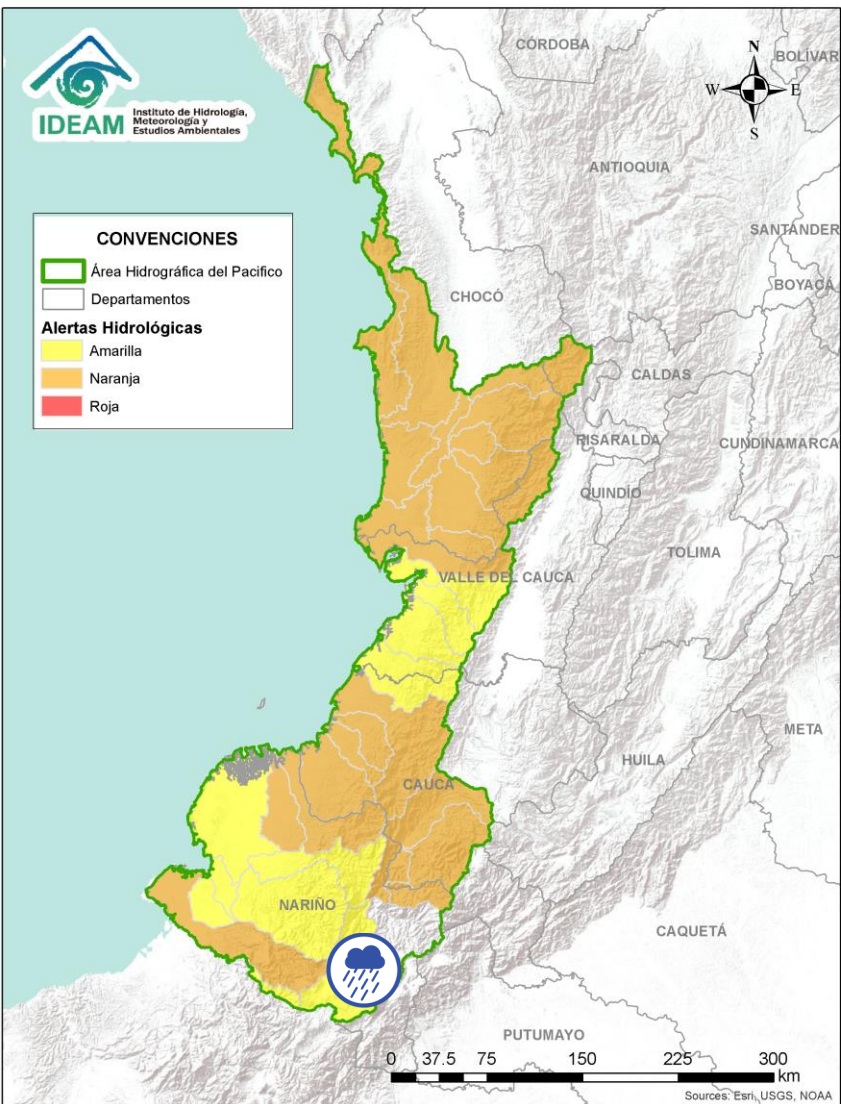 IDEAM
Instituto de Hidrología,
Meteorología y
Estudios Ambientales
CÓRDOBA
BOLÍVAR
N
W
E
S
ANTIOQUIA
SANTANDER
BOYACÁ
CONVENCIONES
Área Hidrográfica del Pacifico
Departamentos
Alertas Hidrológicas
Amarilla
Naranja
Roja
CHOCÓ
CALDAS
RISARALDA
CUNDINAMARCA
QUINDÍO
TOLIMA
VALLE DEL CAUCA
META
HUILA
CAUCA
NARIÑO
CAQUETÁ
PUTUMAYO
0 37.5 75 150 225 300
km
Sources: Esri, USGS, NOAA